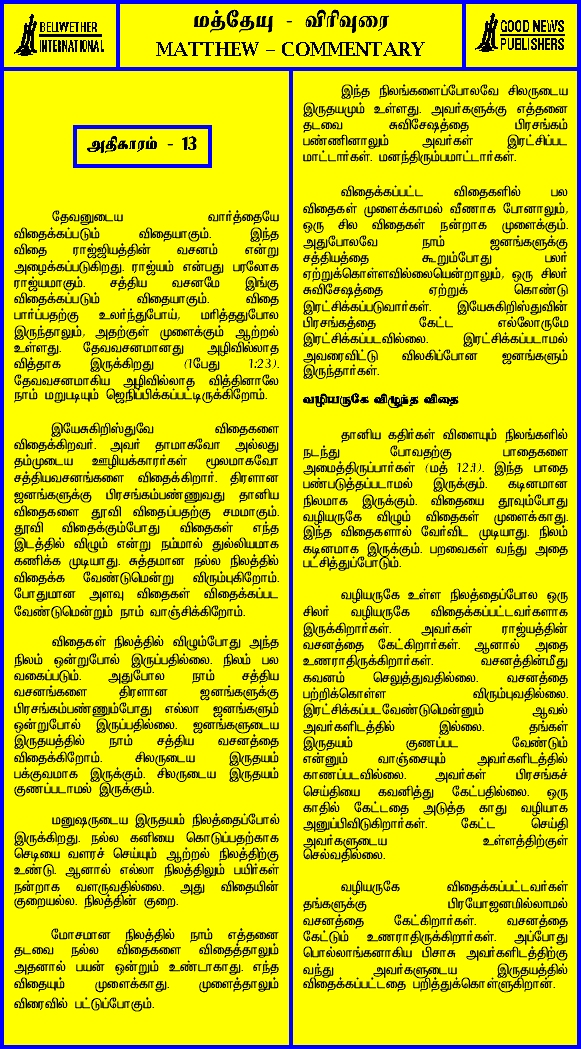 BELIWETHER
INTERNATIONAL
மத்தேயு - விரிவுரை
MATTHEW – COMMENTARY
GOOD NEWS
PUBLISHERS
அதிகாரம் - 13
தேவனுடைய வார்த்தையே
விதைக்கப்படும் விதையாகும். இந்த
விதை ராஜ்ஜியத்தின் வசனம் என்று
அழைக்கப்படுகிறது. ராஜ்யம் என்பது பரலோக
ராஜ்யமாகும். சத்திய வசனமே இங்கு
விதைக்கப்படும் விதையாகும். விதை
பார்ப்பதற்கு உலர்ந்துபோய், மரித்ததுபோல
இருந்தாலும், அதற்குள் முளைக்கும் ஆற்றல்
உள்ளது. தேவவசனமானது அழிவில்லாத
வித்தாக இருக்கிறது (1பேது 1:23).
தேவவசனமாகிய அழிவில்லாத வித்தினாலே
நாம் மறுபடியும் ஜெநிப்பிக்கப்பட்டிருக்கிறோம்.
இயேசுகிறிஸ்துவே விதைகளை
விதைக்கிறவர். அவர் தாமாகவோ அல்லது
தம்முடைய ஊழியக்காரர்கள் மூலமாகவோ
சத்தியவசனங்களை விதைக்கிறார். திரளான
ஜனங்களுக்கு பிரசங்கம்பண்ணுவது தானிய
விதைகளை தூவி விதைப்பதற்கு சமமாகும்.
தூவி விதைக்கும்போது விதைகள் எந்த
இடத்தில் விழும் என்று நம்மால் துல்லியமாக
கணிக்க முடியாது. சுத்தமான நல்ல நிலத்தில்
விதைக்க வேண்டுமென்று விரும்புகிறோம்.
போதுமான அளவு விதைகள் விதைக்கப்பட
வேண்டுமென்றும் நாம் வாஞ்சிக்கிறோம்.
விதைகள் நிலத்தில் விழும்போது அந்த
நிலம் ஒன்றுபோல் இருப்பதில்லை. நிலம் பல
வகைப்படும். அதுபோல நாம் சத்திய
வசனங்களை திரளான ஜனங்களுக்கு
பிரசங்கம்பண்ணும்போது எல்லா ஜனங்களும்
ஒன்றுபோல் இருப்பதில்லை. ஜனங்களுடைய
இருதயத்தில் நாம் சத்திய வசனத்தை
விதைக்கிறோம். சிலருடைய இருதயம்
பக்குவமாக இருக்கும். சிலருடைய இருதயம்
குணப்படாமல் இருக்கும்.
மனுஷருடைய இருதயம் நிலத்தைப்போல்
இருக்கிறது. நல்ல கனியை கொடுப்பதற்காக
செடியை வளரச் செய்யும் ஆற்றல் நிலத்திற்கு
உண்டு. ஆனால் எல்லா நிலத்திலும் பயிர்கள்
நன்றாக வளருவதில்லை. அது விதையின்
குறையல்ல. நிலத்தின் குறை.
மோசமான நிலத்தில் நாம் எத்தனை
தடவை நல்ல விதைகளை விதைத்தாலும்
அதனால் பயன் ஒன்றும் உண்டாகாது. எந்த
விதையும் முளைக்காது. முளைத்தாலும்
விரைவில் பட்டுப்போகும்.
இந்த நிலங்களைப்போலவே சிலருடைய
இருதயமும் உள்ளது. அவர்களுக்கு எத்தனை
தடவை சுவிசேஷத்தை பிரசங்கம்
பண்ணினாலும் அவர்கள் இரட்சிப்பட
மாட்டார்கள். மனந்திரும்பமாட்டார்கள்.
விதைக்கப்பட்ட விதைகளில் பல
விதைகள் முளைக்காமல் வீணாக போனாலும்,
ஒரு சில விதைகள் நன்றாக முளைக்கும்.
அதுபோலவே நாம் ஜனங்களுக்கு
சத்தியத்தை கூறும்போது பலர்
ஏற்றுக்கொள்ளவில்லையென்றாலும், ஒரு சிலர்
சுவிசேஷத்தை ஏற்றுக் கொண்டு
இரட்சிக்கப்படுவார்கள். இயேசுகிறிஸ்துவின்
பிரசங்கத்தை கேட்ட எல்லோருமே
இரட்சிக்கப்படவில்லை. இரட்சிக்கப்படாமல்
அவரைவிட்டு விலகிப்போன ஜனங்களும்
இருந்தார்கள்.
வழியருகே விழுந்த விதை
தானிய கதிர்கள் விளையும் நிலங்களில்
நடந்து போவதற்கு பாதைகளை
அமைத்திருப்பார்கள் (மத் 12:1). இந்த பாதை
பண்படுத்தப்படாமல் இருக்கும். கடினமான
நிலமாக இருக்கும். விதையை தூவும்போது
வழியருகே விழும் விதைகள் முளைக்காது.
இந்த விதைகளால் வேர்விட முடியாது. நிலம்
கடினமாக இருக்கும். பறவைகள் வந்து அதை
பட்சித்துப்போடும்.
வழியருகே உள்ள நிலத்தைப்போல ஒரு
சிலர் வழியருகே விதைக்கப்பட்டவர்களாக
இருக்கிறார்கள். அவர்கள் ராஜ்யத்தின்
வசனத்தை கேட்கிறார்கள். ஆனால் அதை
உணராதிருக்கிறார்கள். வசனத்தின்மீது
கவனம் செலுத்துவதில்லை. வசனத்தை
பற்றிக்கொள்ள விரும்புவதில்லை.
இரட்சிக்கப்படவேண்டுமென்னும் ஆவல்
அவர்களிடத்தில் இல்லை. தங்கள்
இருதயம் குணப்பட வேண்டும்
என்னும் வாஞ்சையும் அவர்களிடத்தில்
காணப்படவில்லை. அவர்கள் பிரசங்கச்
செய்தியை கவனித்து கேட்பதில்லை. ஒரு
காதில் கேட்டதை அடுத்த காது வழியாக
அனுப்பிவிடுகிறார்கள். கேட்ட செய்தி
அவர்களுடைய உள்ளத்திற்குள்
செல்வதில்லை.
வழியருகே விதைக்கப்பட்டவர்கள்
தங்களுக்கு பிரயோஜனமில்லாமல்
வசனத்தை கேட்கிறார்கள். வசனத்தை
கேட்டும் உணராதிருக்கிறார்கள். அப்போது
பொல்லாங்கனாகிய பிசாசு அவர்களிடத்திற்கு
வந்து அவர்களுடைய இருதயத்தில்
விதைக்கப்பட்டதை பறித்துக்கொள்ளுகிறான்.